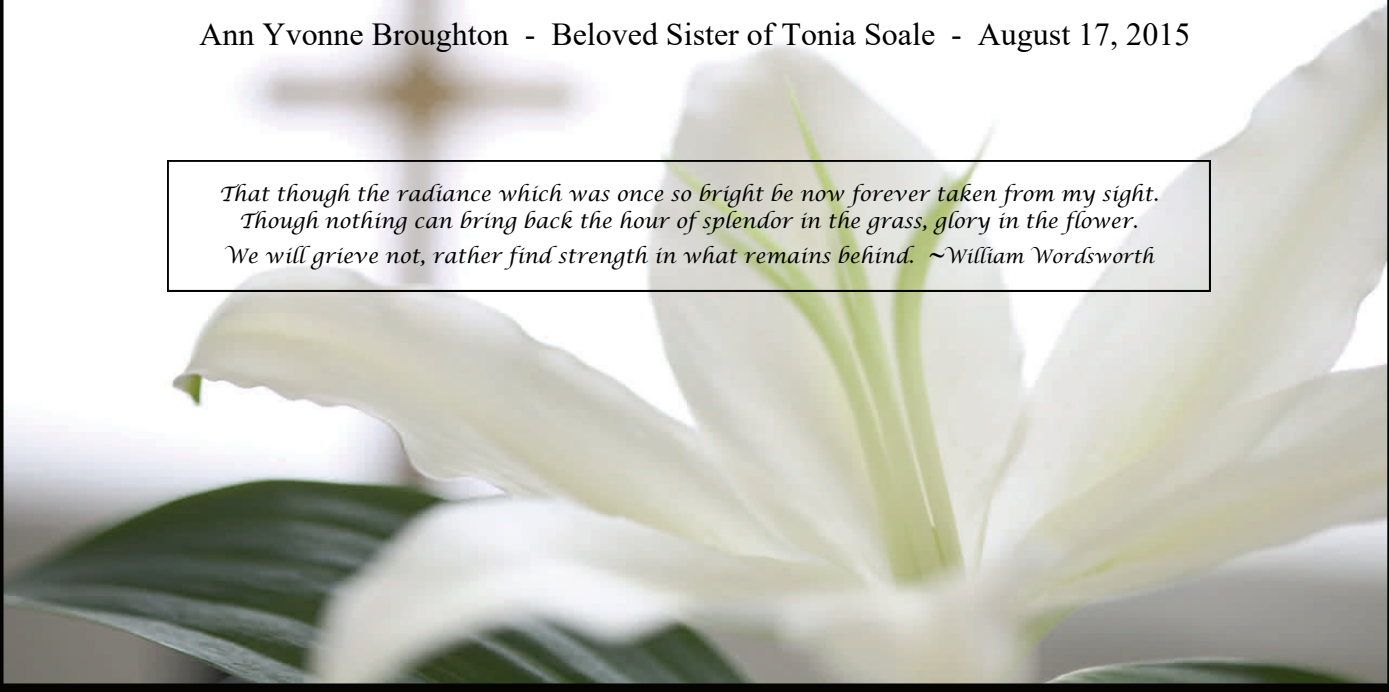 Ann Yvonne Broughton - Beloved Sister of Tonia Soale - August 17, 2015
That though the radiance which was once so bright be now forever taken from my sight.
Though nothing can bring back the hour of splendor in the grass, glory in the flower.
We will grieve not, rather find strength in what remains behind. ~William Wordsworth